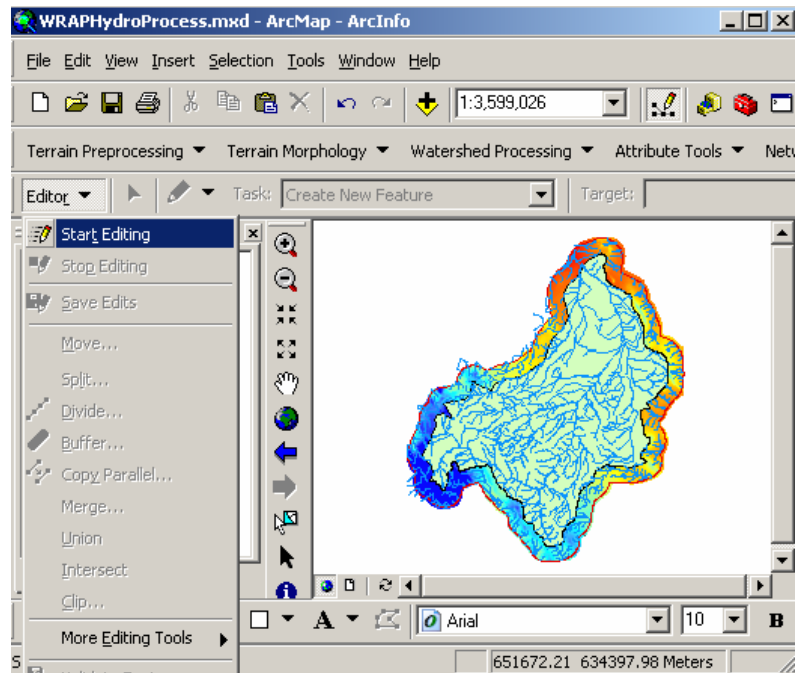 WRAPHydroProcess.mxd - ArcMap - ArcInfo
File Edit View Insert Selection Tools Window Help
1:3,599,026
Terrain Preprocessing Terrain Morphology Watershed Processing Attribute Tools
Editor Task: Create New Feature Target:
Start Editing
Stop Editing
Save Edits
Move...
Split...
Divide...
Buffer...
Copy Parallel...
Merge...
Union
Intersect
Clip...
More Editing Tools
A Arial 10 B
651672.21 634397.98 Meters